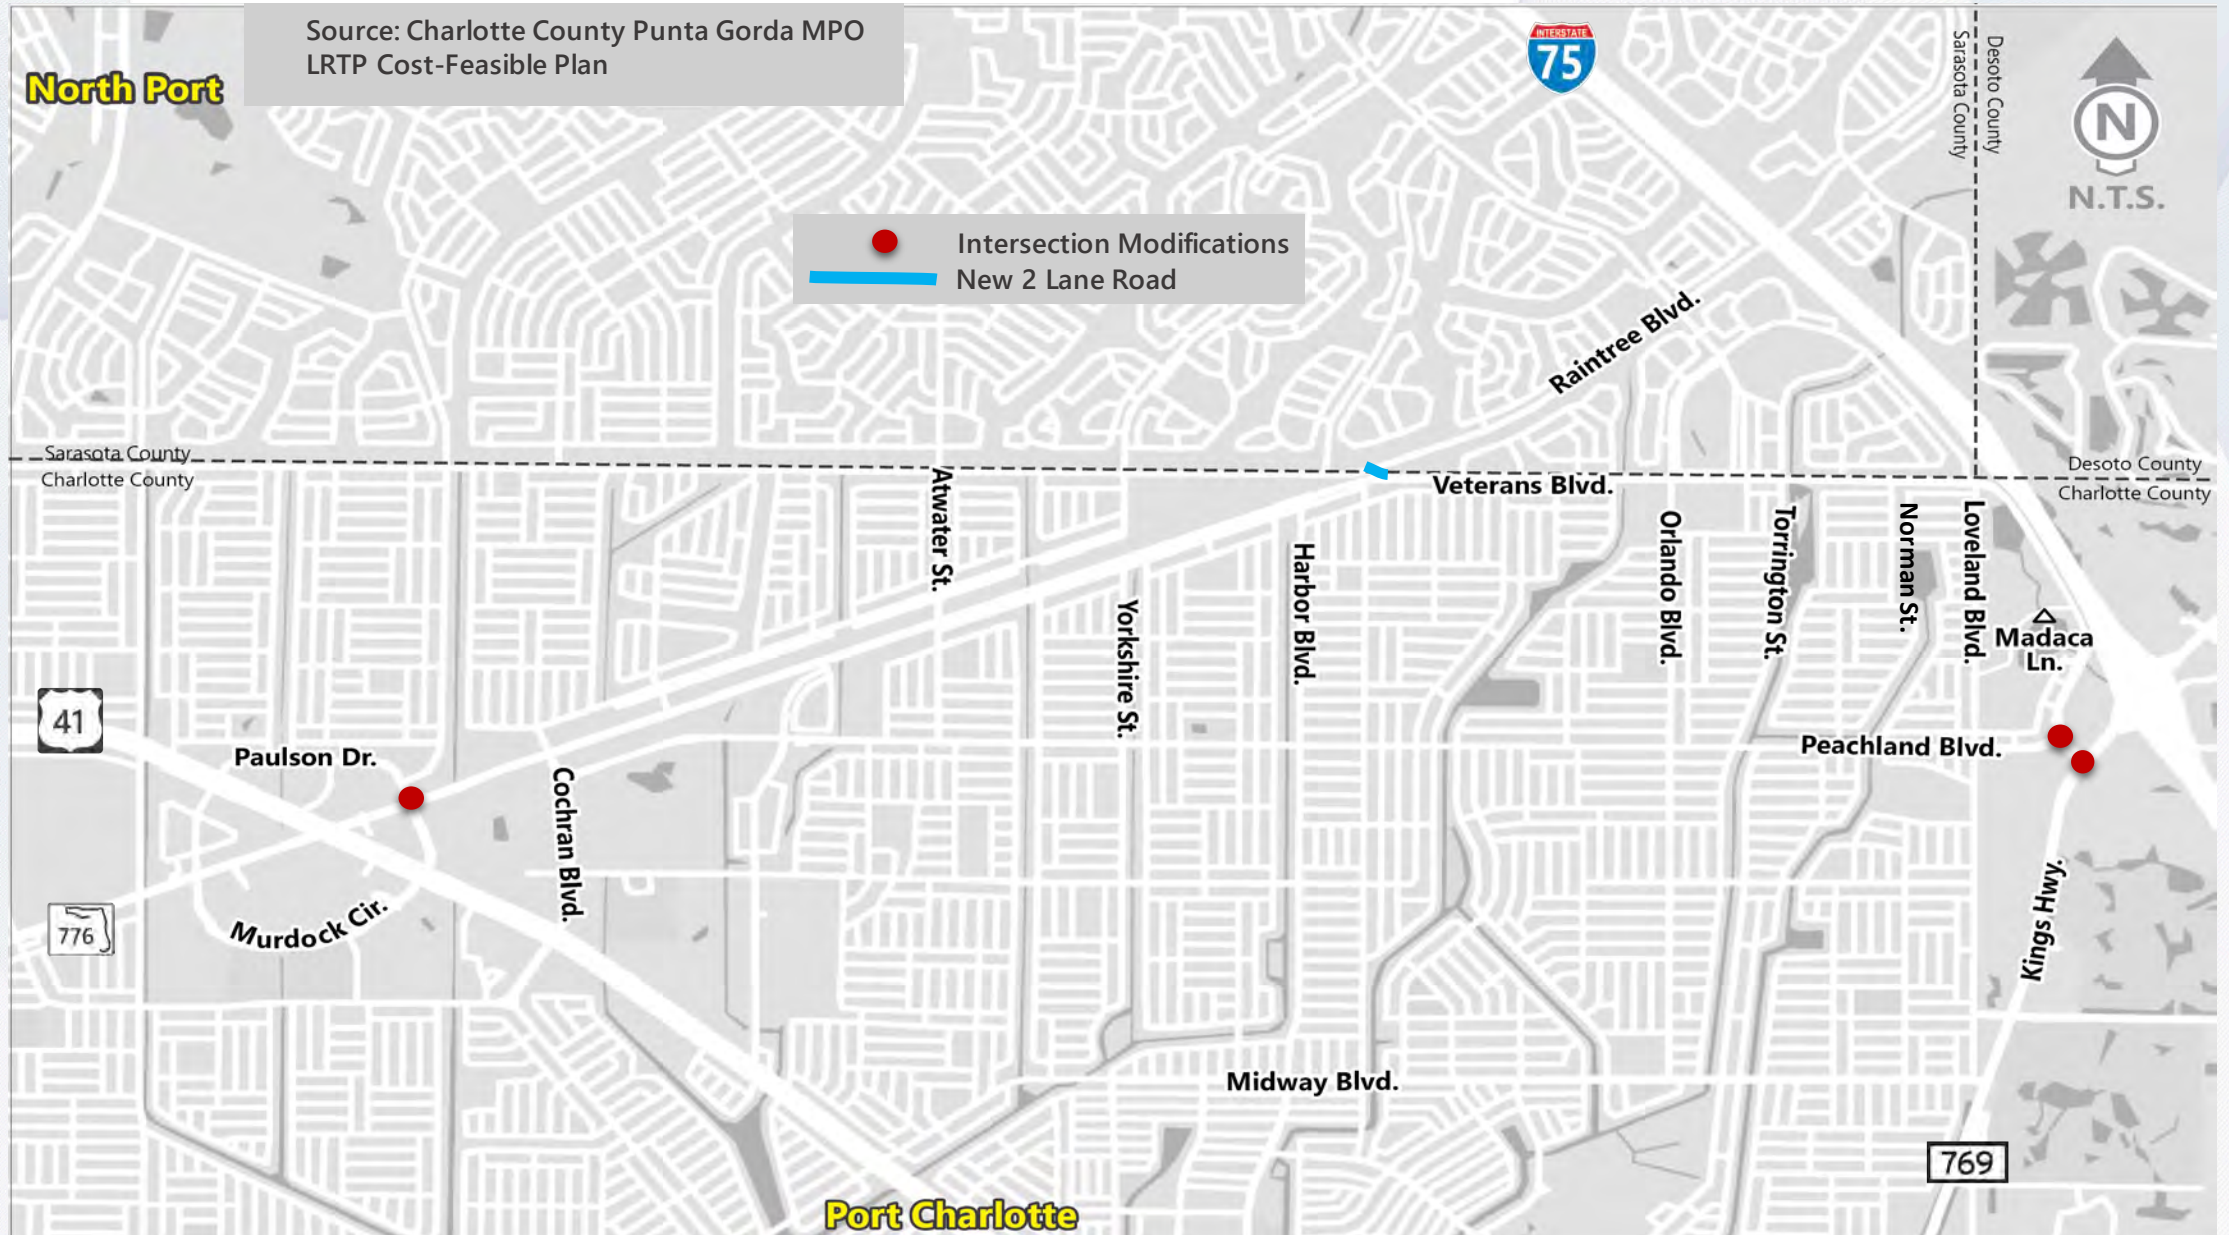 Source: Charlotte County Punta Gorda MPO
LRTP Cost-Feasible Plan
North Port
INTERSTATE
75
Sarasota County
Desoto County
N
N.T.S.
Intersection Modifications
New 2 Lane Road
Raintree Blvd.
Sarasota County
Charlotte County
Desoto County
Charlotte County
Veterans Blvd.
Atwater St.
Yorkshire St.
Harbor Blvd.
Orlando Blvd.
Torrington St.
Norman St.
Loveland Blvd.
Madaca
Ln.
41
Paulson Dr.
Peachland Blvd.
Cochran Blvd.
Murdock Cir.
776
Kings Hwy.
Midway Blvd.
769
Port Charlotte